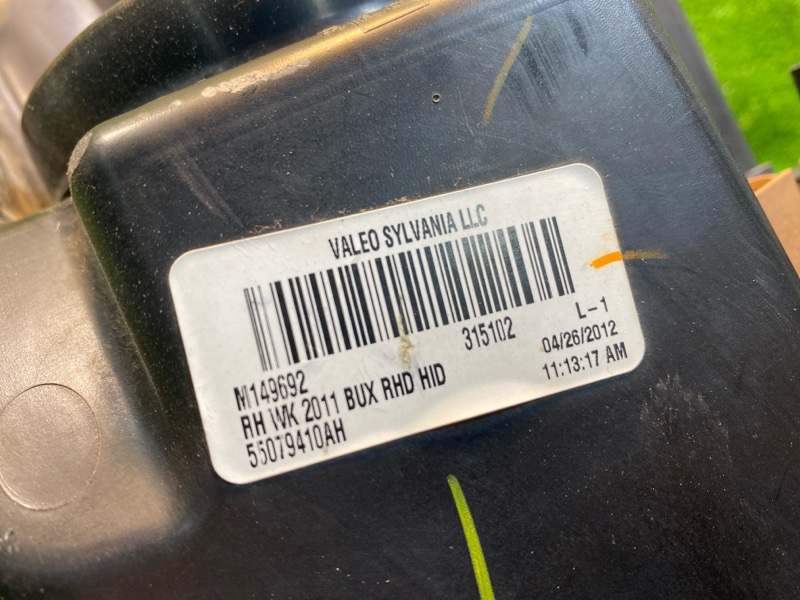 VALEO SYLVANIA LLC
315102
L-1
M149692
04/26/2012
RH WK 2011 BUX RHD HID
11:13:17 AM
55079410AH